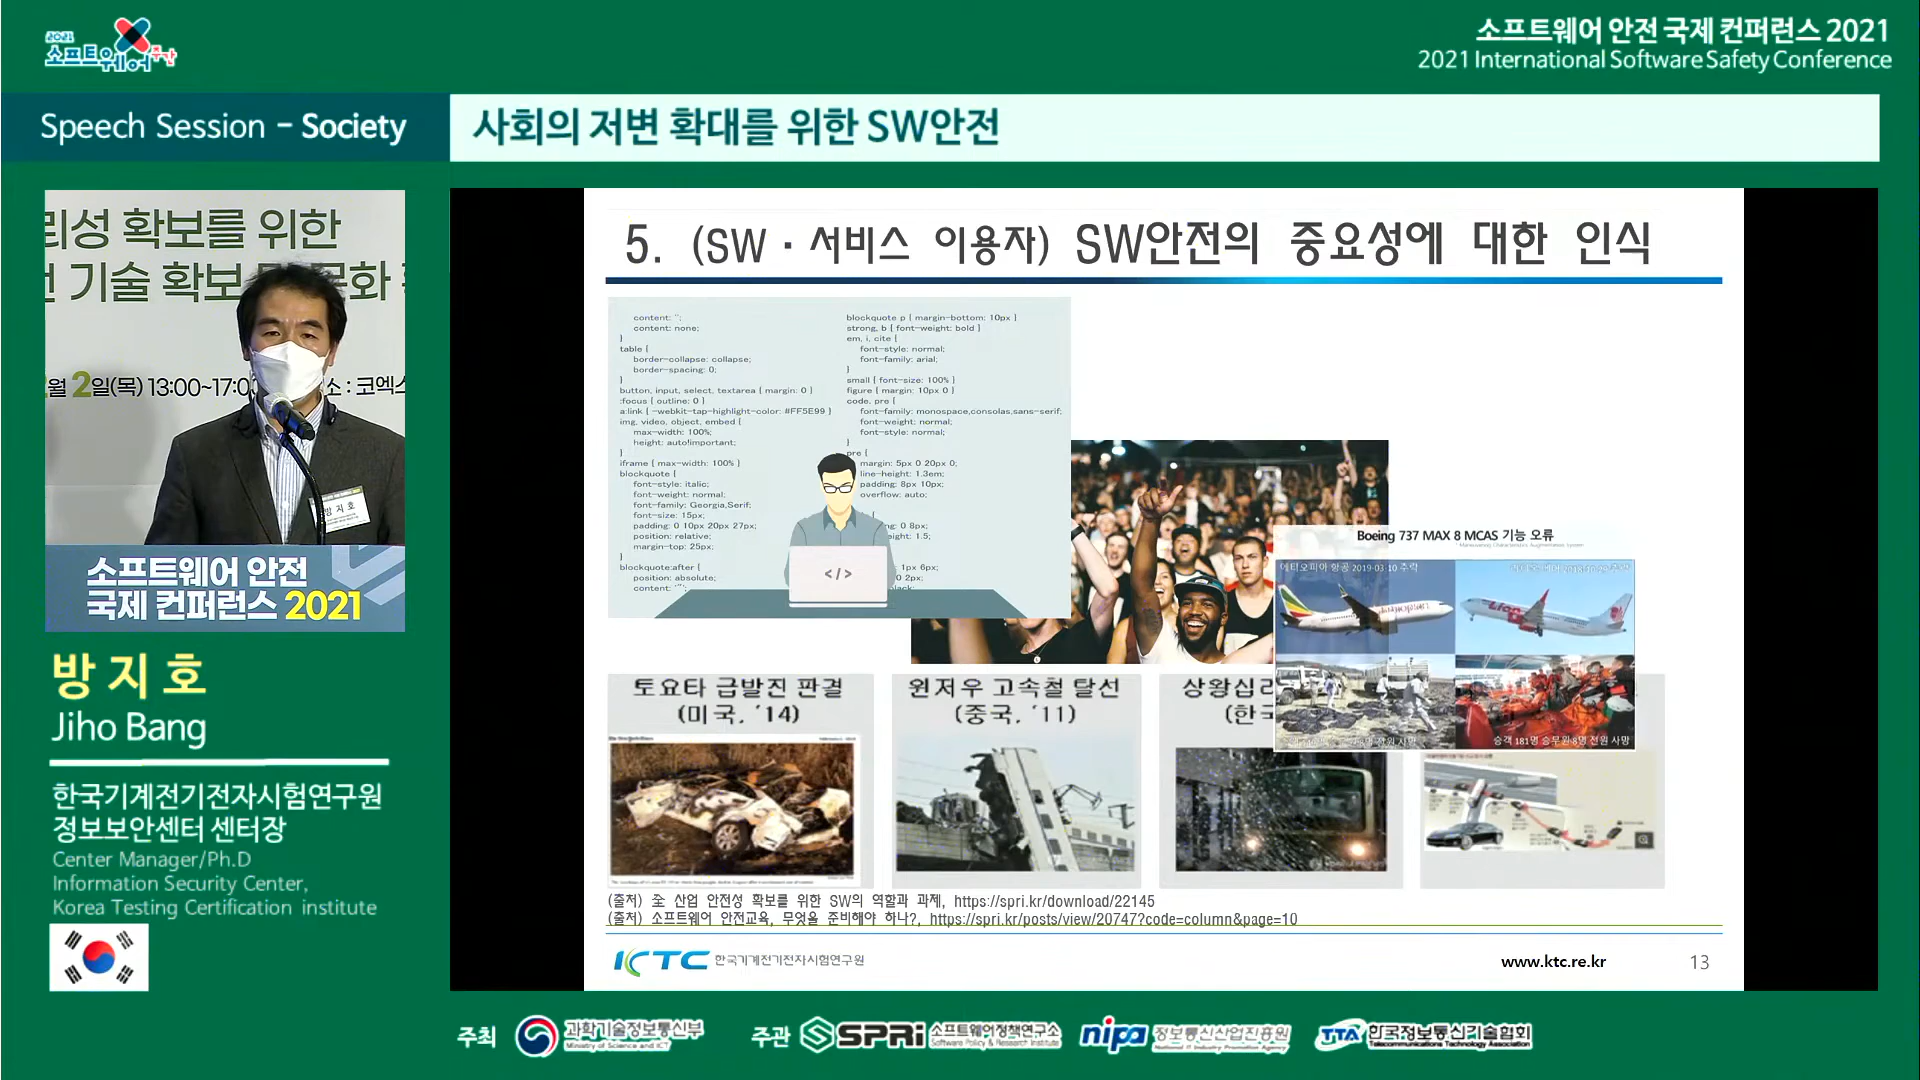 2021
소프트웨어주간
소프트웨어 안전 국제 컨퍼런스 2021
2021 International Software Safety Conference
Speech Session - Society
사회의 저변 확대를 위한 SW안전
리성 확보를 위한
기술 확보
문화
월 2일(목) 13:00~17:0
소 : 코엑스
방 지 호
소프트웨어 안전
국제 컨퍼런스 2021
방 지 호
Jiho Bang
한국기계전기전자시험연구원
정보보안센터 센터장
Center Manager/Ph.D
Information Security Center,
Korea Testing Certification institute
5. (SW · 서비스 이용자) SW안전의 중요성에 대한 인식
content: '';
content: none;
}
table {
border-collapse: collapse;
border-spacing: 0;
}
button, input, select, textarea { margin: 0 }
:focus { outline: 0 }
a:link { -webkit-tap-highlight-color: #FF5E99 }
img, video, object, embed {
max-width: 100%;
height: auto!important;
}
iframe { max-width: 100% }
blockquote {
font-style: italic;
font-weight: normal;
font-family: Georgia,Serif;
font-size: 15px;
padding: 0 10px 20px 27px;
position: relative;
margin-top: 25px;
}
blockquote:after {
position: absolute;
content: '"';
blockquote p { margin-bottom: 10px }
strong, b { font-weight: bold }
em, i, cite {
font-style: normal;
font-family: arial;
}
small { font-size: 100% }
figure { margin: 10px 0 }
code, pre {
font-family: monospace,consolas,sans-serif;
font-weight: normal;
font-style: normal;
}
pre {
margin: 5px 0 20px 0;
line-height: 1.3em;
padding: 8px 10px;
overflow: auto;
0 8px;
1.5;
1px 6px;
0 2px;
</>
Boeing 737 MAX 8 MCAS 기능 오류
에티오피아 항공 2019-03-10 추락
승객 181명 승무원 8명 전원 사망
토요타 급발진 판결
(미국, '14)
원저우 고속철 탈선
(중국, '11)
상왕십리
(한국
(출처) 全 산업 안전성 확보를 위한 SW의 역할과 과제, https://spri.kr/download/22145
(출처) 소프트웨어 안전교육, 무엇을 준비해야 하나?, https://spri.kr/posts/view/20747?code=column&page=10
KTC 한국기계전기전자시험연구원
www.ktc.re.kr
13
주최
과학기술정보통신부
Ministry of Science and ICT
주관
SPRi 소프트웨어정책연구소
Software Policy & Research Institute
nipa 정보통신산업진흥원
National IT Industry Promotion Agency
TTA 한국정보통신기술협회
Telecommunications Technology Association